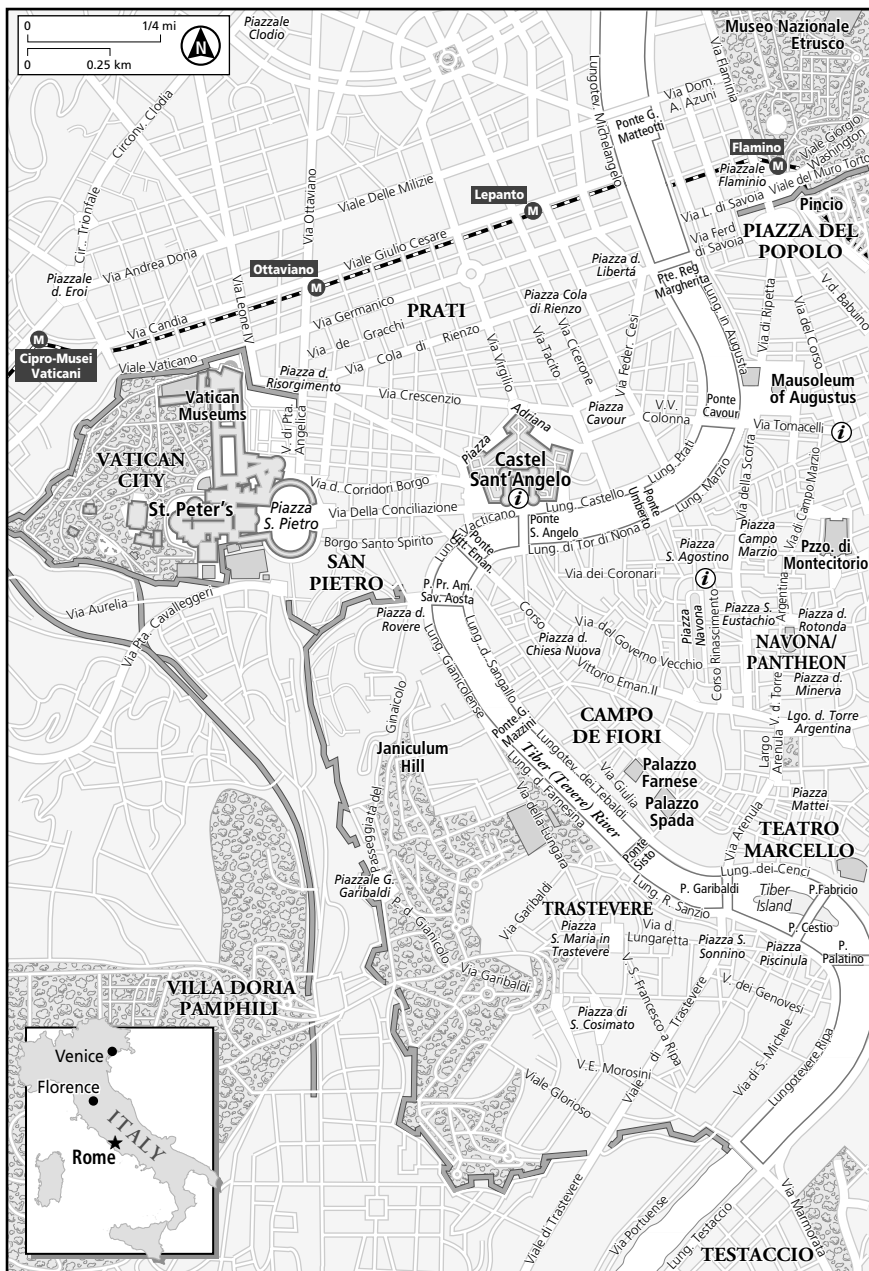 0 1/4 mi
0 0.25 km
N
Piazzale
Clodio
Museo Nazionale
Etrusco
Via Flaminia
Lungotev. Michelangelo
Via Dom.
A. Azuni
Ponte G.
Matteotti
Circonv. Clodia
Flamino
M
Piazzale
Flaminio
Viale Giorgio
Washington
Viale del Muro Torto
Via L. di Savoia
Pincio
Via Ferd
di Savoia
PIAZZA DEL
POPOLO
Via Ottaviano
Viale Delle Milizie
Lepanto
M
Cir.. Trionfale
Via Andrea Doria
Ottaviano
M
Viale Giulio Cesare
Piazza d.
Libertá
Pte. Reg
Margherita
Piazzale
d. Eroi
Via Leone IV
Via Candia
M
Cipro-Musei
Vaticani
Viale Vaticano
Via Germanico
PRATI
Via de Gracchi
Via Cola di Rienzo
Piazza Cola
di Rienzo
Via Virgilio
Via Tacito
Via Cicerone
Via Feder. Cesi
Lung. in Augusta
Via di Ripetta
Via del Corso
V.d. Babuino
Piazza d.
Risorgimento
Vatican
Museums
V. di Pta.
Angelica
Via Crescenzio
Piazza
Adriana
Piazza
Cavour
V.V.
Colonna
Ponte
Cavour
Mausoleum
of Augustus
Via Tomacelli
i
VATICAN
CITY
St. Peter's
Piazza
S. Pietro
Via d. Corridori Borgo
Via Della Conciliazione
Borgo Santo Spirito
Castel
Sant'Angelo
i
Lung. Castello
Lung. Prati
Ponte
Umberto
Lung. Marzio
Via della Scofra
Via di Campo Marzio
Lung. Vacticano
Ponte
S. Angelo
Ponte
Vitt. Eman.
Lung. di Tor di Nona
Piazza
S. Agostino
Piazza
Campo
Marzio
Pzzo. di
Montecitorio
SAN
PIETRO
Via dei Coronari
i
P. Pr. Am.
Sav. Aosta
Via Aurelia
Via Pta. Cavalleggeri
Piazza d.
Rovere
Corso
Vittorio Eman.II
Piazza d.
Chiesa Nuova
Via del Governo Vecchio
Piazza
Navona
Corso Rinascimento
Piazza S.
Eustachio
Argentina
V. d. Torre
Piazza d.
Rotonda
NAVONA/
PANTHEON
Piazza d.
Minerva
Lung. Gianicolense
Lung. d. Sangallo
Ponte G.
Mazzini
CAMPO
DE FIORI
Lgo. d. Torre
Argentina
Largo
Arenula
Passeggiata del
Ginaicolo
Janiculum
Hill
Tiber (Tevere) River
Lungotev. dei Tebaldi
Via Giulia
Palazzo
Farnese
Palazzo
Spada
Lung. d. Farnesina
Via della Lungara
Ponte
Sisto
Via Arenula
Piazza
Mattei
TEATRO
MARCELLO
Lung. dei Cenci
Piazzale G.
Garibaldi
P. d. Gianicolo
Via Garibaldi
TRASTEVERE
Lung. R. Sanzio
P. Garibaldi
Tiber
Island
P.Fabricio
P. Cestio
P.
Palatino
Piazza
S. Maria in
Trastevere
Via d.
Lungaretta
Piazza S.
Sonnino
Piazza
Piscinula
Via Garibaldi
VILLA DORIA
PAMPHILI
Piazza di
S. Cosimato
V. S. Francesco a Ripa
Viale di Trastevere
V. dei Genovesi
Via di S. Michele
Lungotevere Ripa
V.E. Morosini
Viale Glorioso
Venice
Florence
ITALY
Rome
Viale di Trastevere
Via Portuense
Lung. Testaccio
Via Marmorata
TESTACCIO